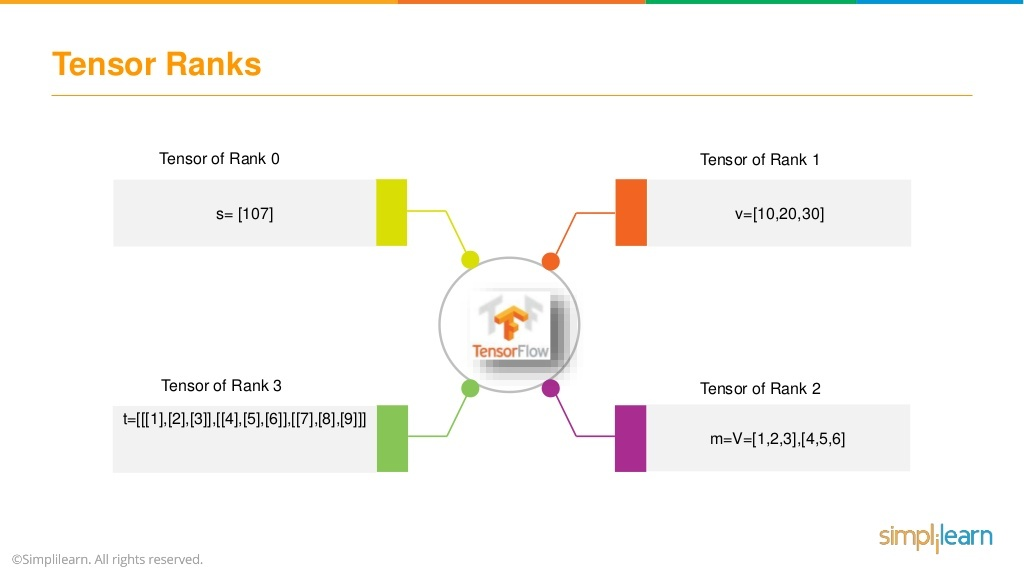 Tensor Ranks
Tensor of Rank 0
s= [107]
Tensor of Rank 1
v=[10,20,30]
TensorFlow
Tensor of Rank 3
t=[[[1],[2],[3]],[[4],[5],[6]],[[7],[8],[9]]]
Tensor of Rank 2
m=V=[1,2,3],[4,5,6]
simplilearn
©Simplilearn. All rights reserved.